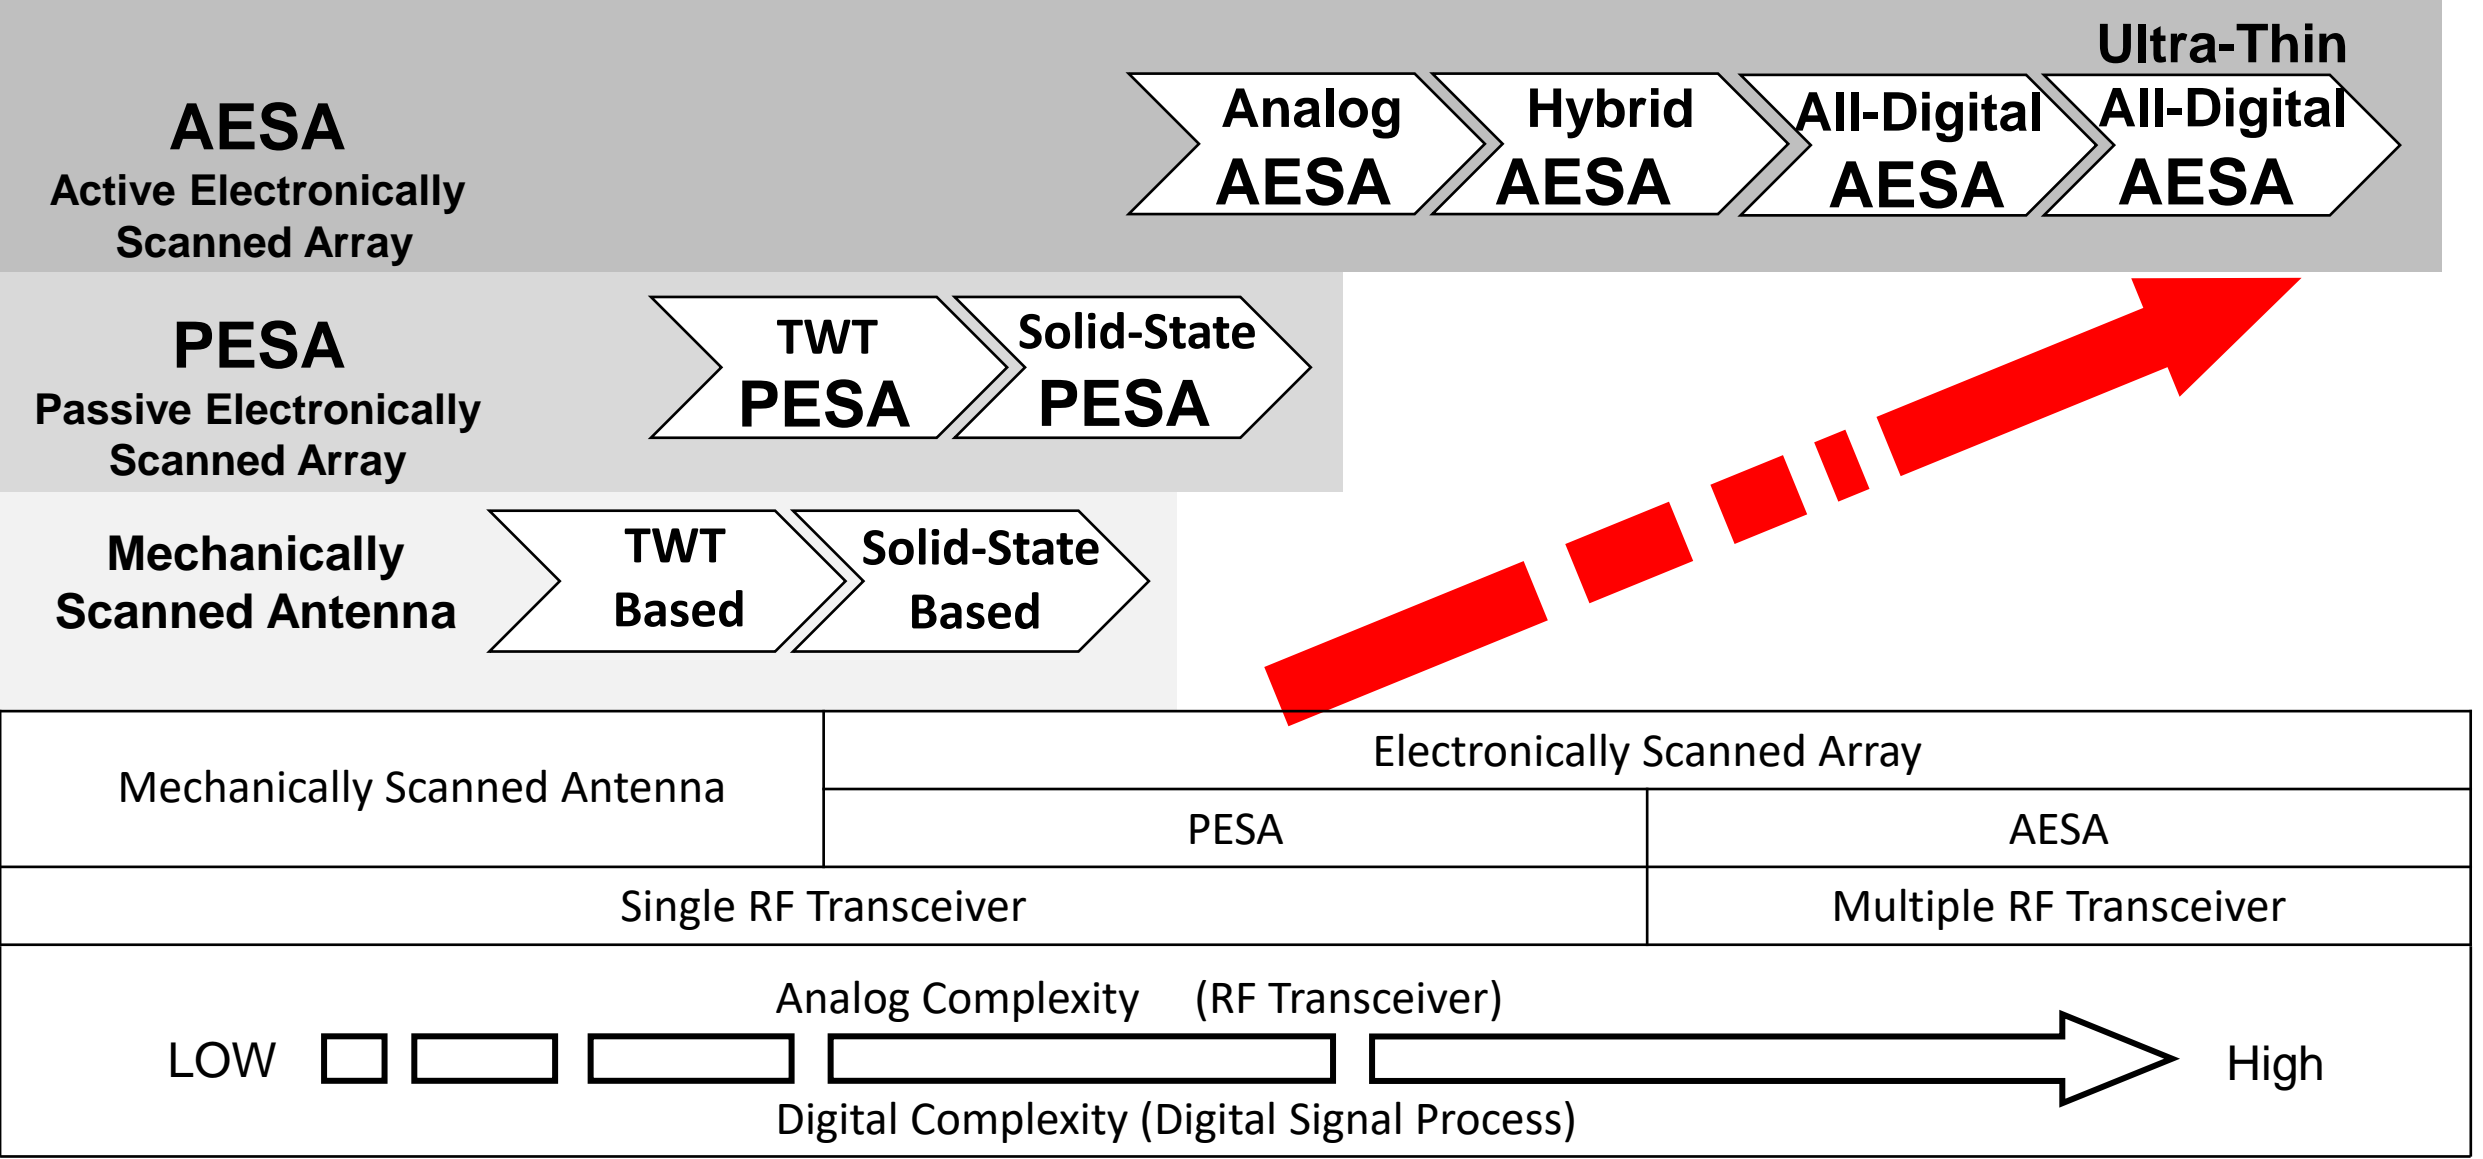 AESA
Active Electronically
Scanned Array
Analog
AESA
Hybrid
AESA
All-Digital
AESA
Ultra-Thin
All-Digital
AESA
PESA
Passive Electronically
Scanned Array
TWT
PESA
Solid-State
PESA
Mechanically
Scanned Antenna
TWT
Based
Solid-State
Based
Mechanically Scanned Antenna
Electronically Scanned Array
PESA
AESA
Single RF Transceiver
Multiple RF Transceiver
Analog Complexity (RF Transceiver)
LOW
High
Digital Complexity (Digital Signal Process)